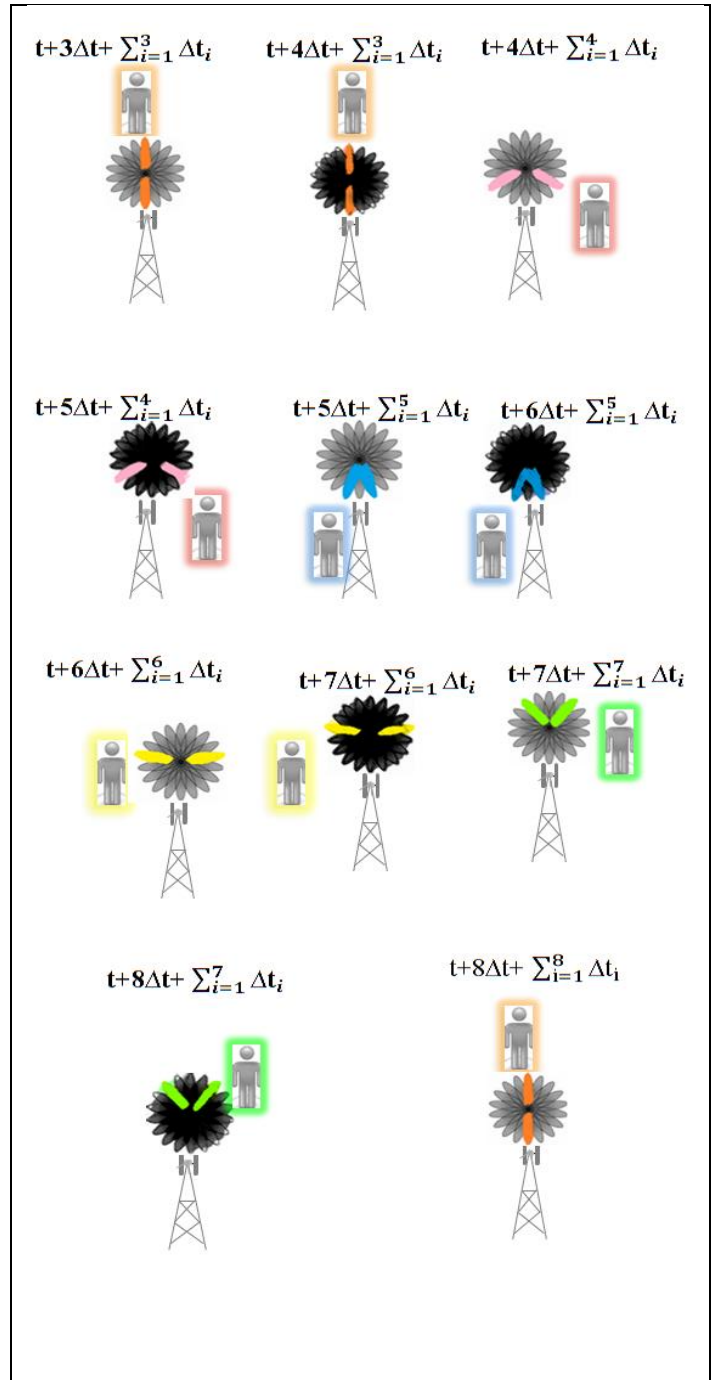 t+3Δt+ ∑³ᵢ₌₁ Δtᵢ t+4Δt+ ∑³ᵢ₌₁ Δtᵢ t+4Δt+ ∑⁴ᵢ₌₁ Δtᵢ
t+5Δt+ ∑⁴ᵢ₌₁ Δtᵢ t+5Δt+ ∑⁵ᵢ₌₁ Δtᵢ t+6Δt+ ∑⁵ᵢ₌₁ Δtᵢ
t+6Δt+ ∑⁶ᵢ₌₁ Δtᵢ t+7Δt+ ∑⁶ᵢ₌₁ Δtᵢ t+7Δt+ ∑⁷ᵢ₌₁ Δtᵢ
t+8Δt+ ∑⁷ᵢ₌₁ Δtᵢ t+8Δt+ ∑⁸ᵢ₌₁ Δtᵢ